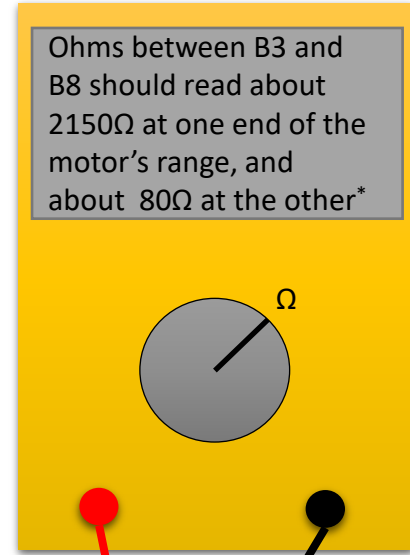 Ohms between B3 and
B8 should read about
2150Ω at one end of the
motor’s range, and
about  80Ω at the other*
Ω